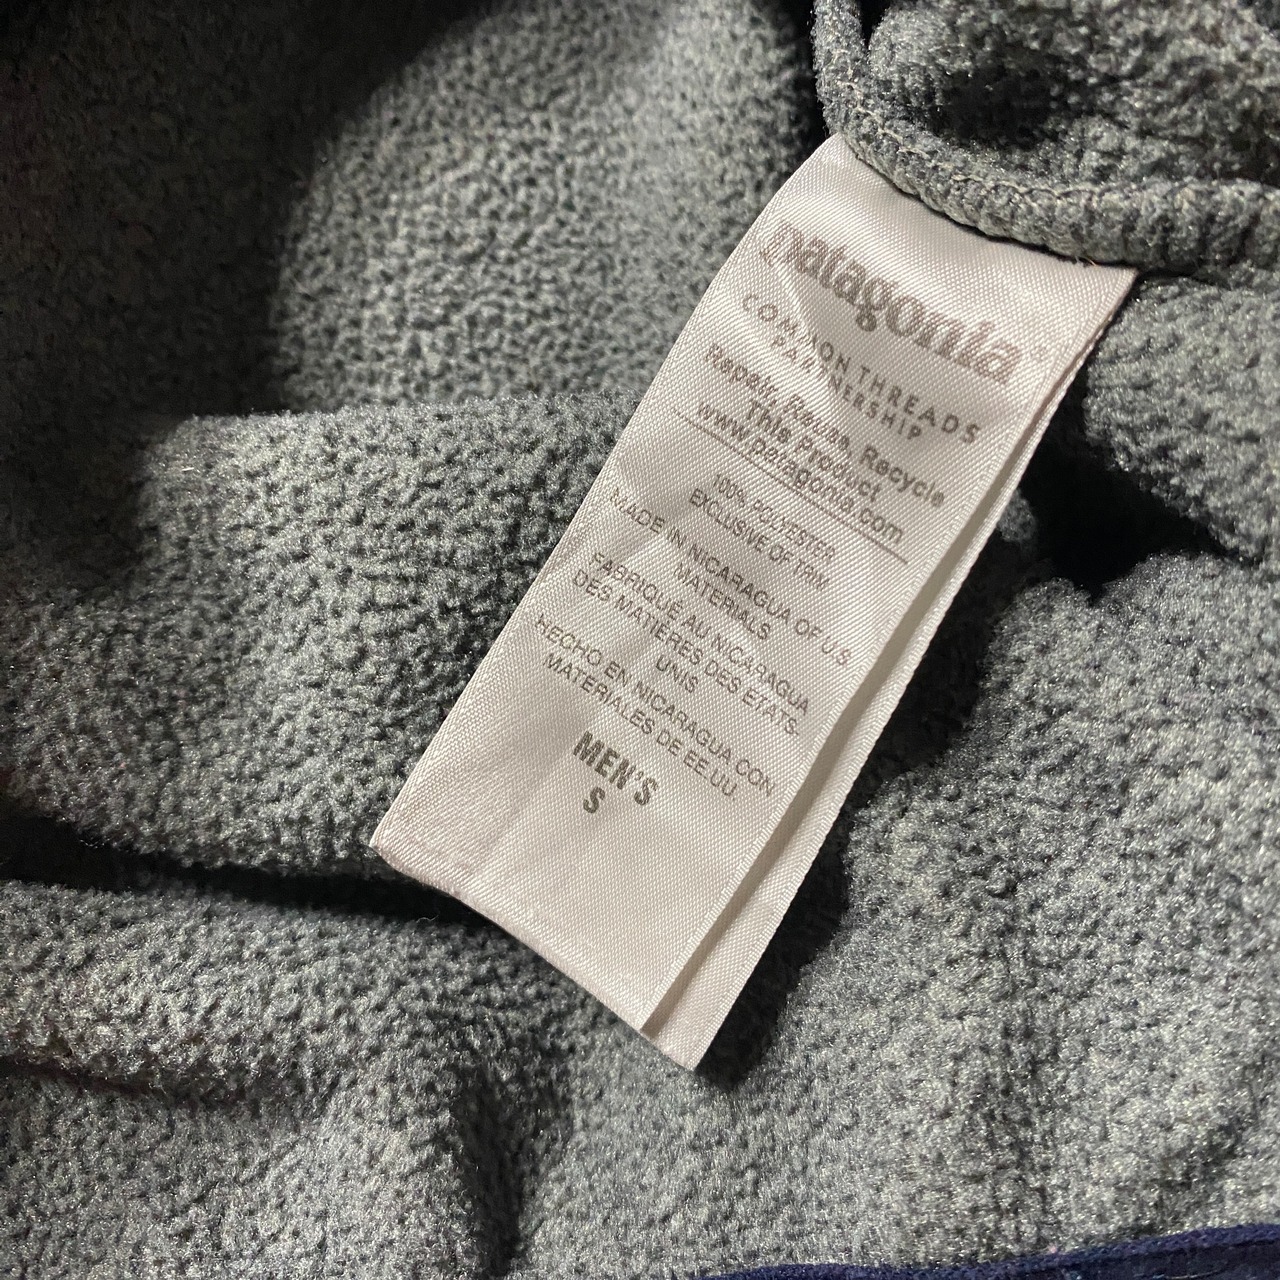 patagonia®
COMMON THREADS
PARTNERSHIP
Repair, Reuse, Recycle
This Product
www.patagonia.com
100% POLYESTER
EXCLUSIVE OF TRIM
MADE IN NICARAGUA OF U.S
MATERIALS
FABRIQUÉ AU NICARAGUA
DES MATIÈRES DES ETATS-
UNIS
HECHO EN NICARAGUA CON
MATERIALES DE EE.UU.
MEN'S
S